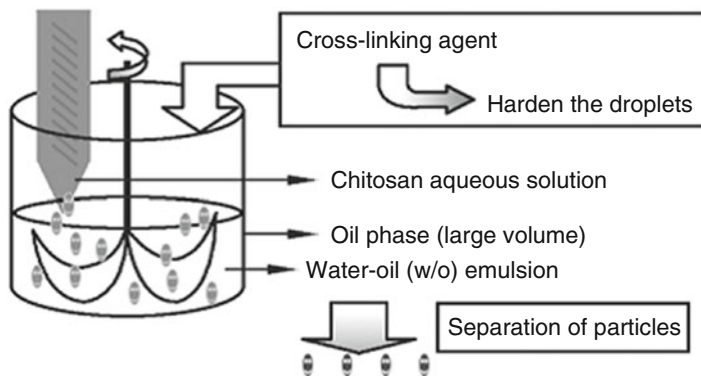 Cross-linking agent
Harden the droplets
Chitosan aqueous solution
Oil phase (large volume)
Water-oil (w/o) emulsion
Separation of particles